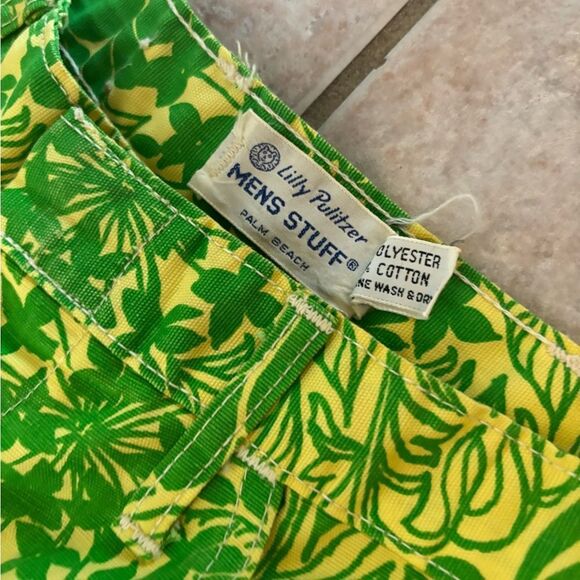 Lilly Pulitzer
MENS STUFF®
PALM BEACH
OLYESTER
% COTTON
NE WASH & DR